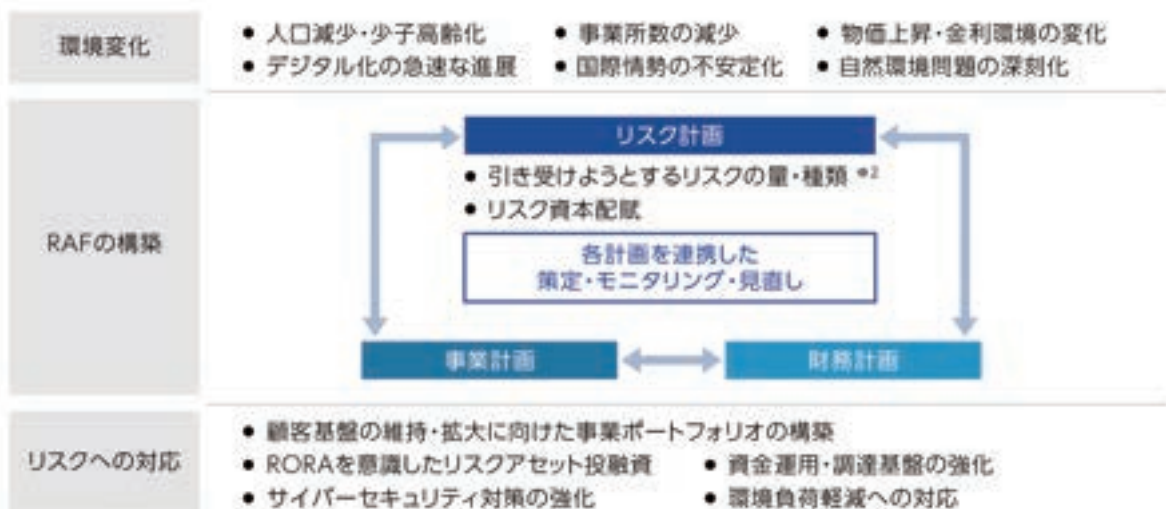 環境変化
● 人口減少・少子高齢化 ● 事業所数の減少 ● 物価上昇・金利環境の変化
● デジタル化の急速な進展 ● 国際情勢の不安定化 ● 自然環境問題の深刻化
RAFの構築
リスク計画
● 引き受けようとするリスクの量・種類 ※2
● リスク資本配賦
各計画を連携した
策定・モニタリング・見直し
事業計画 財務計画
リスクへの対応
● 顧客基盤の維持・拡大に向けた事業ポートフォリオの構築
● RORAを意識したリスクアセット投融資 ● 資金運用・調達基盤の強化
● サイバーセキュリティ対策の強化 ● 環境負荷軽減への対応